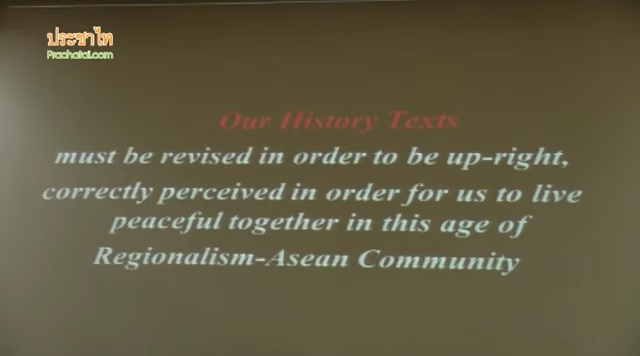 ประชาไท
Prachatai.com
Our History Texts
must be revised in order to be up-right,
correctly perceived in order for us to live
peaceful together in this age of
Regionalism-Asean Community